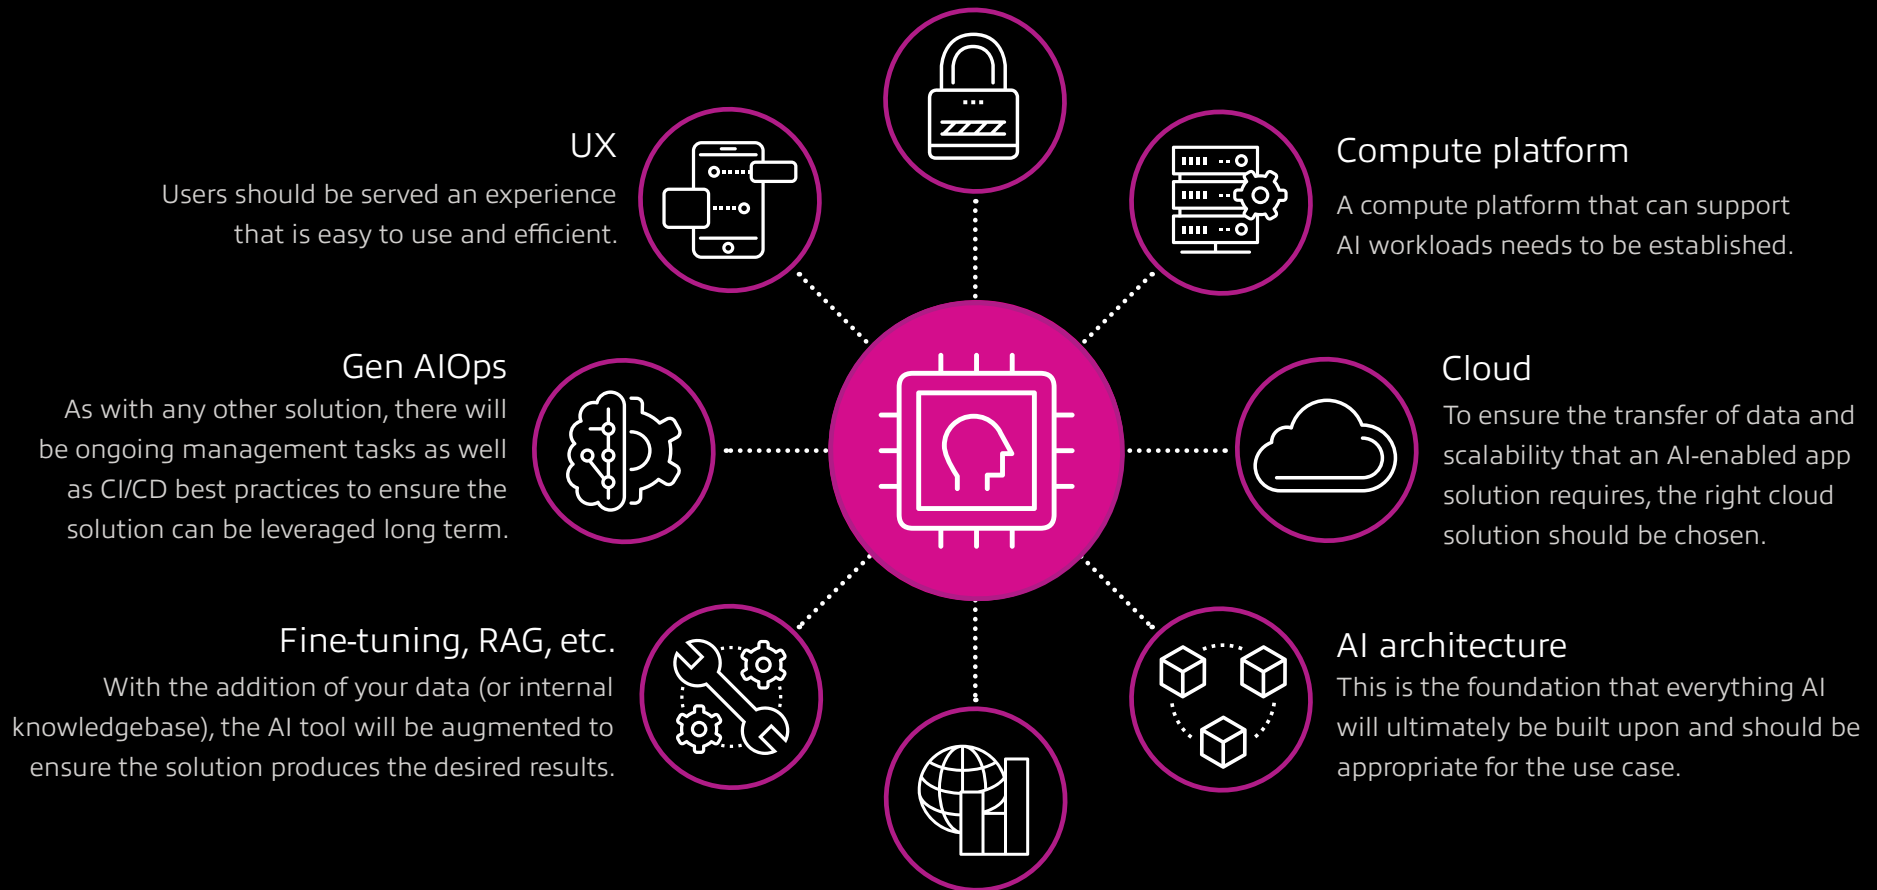 UX
Users should be served an experience
that is easy to use and efficient.
Compute platform
A compute platform that can support
AI workloads needs to be established.
Gen AIOps
As with any other solution, there will
be ongoing management tasks as well
as CI/CD best practices to ensure the
solution can be leveraged long term.
Cloud
To ensure the transfer of data and
scalability that an AI-enabled app
solution requires, the right cloud
solution should be chosen.
Fine-tuning, RAG, etc.
With the addition of your data (or internal
knowledgebase), the AI tool will be augmented to
ensure the solution produces the desired results.
AI architecture
This is the foundation that everything AI
will ultimately be built upon and should be
appropriate for the use case.